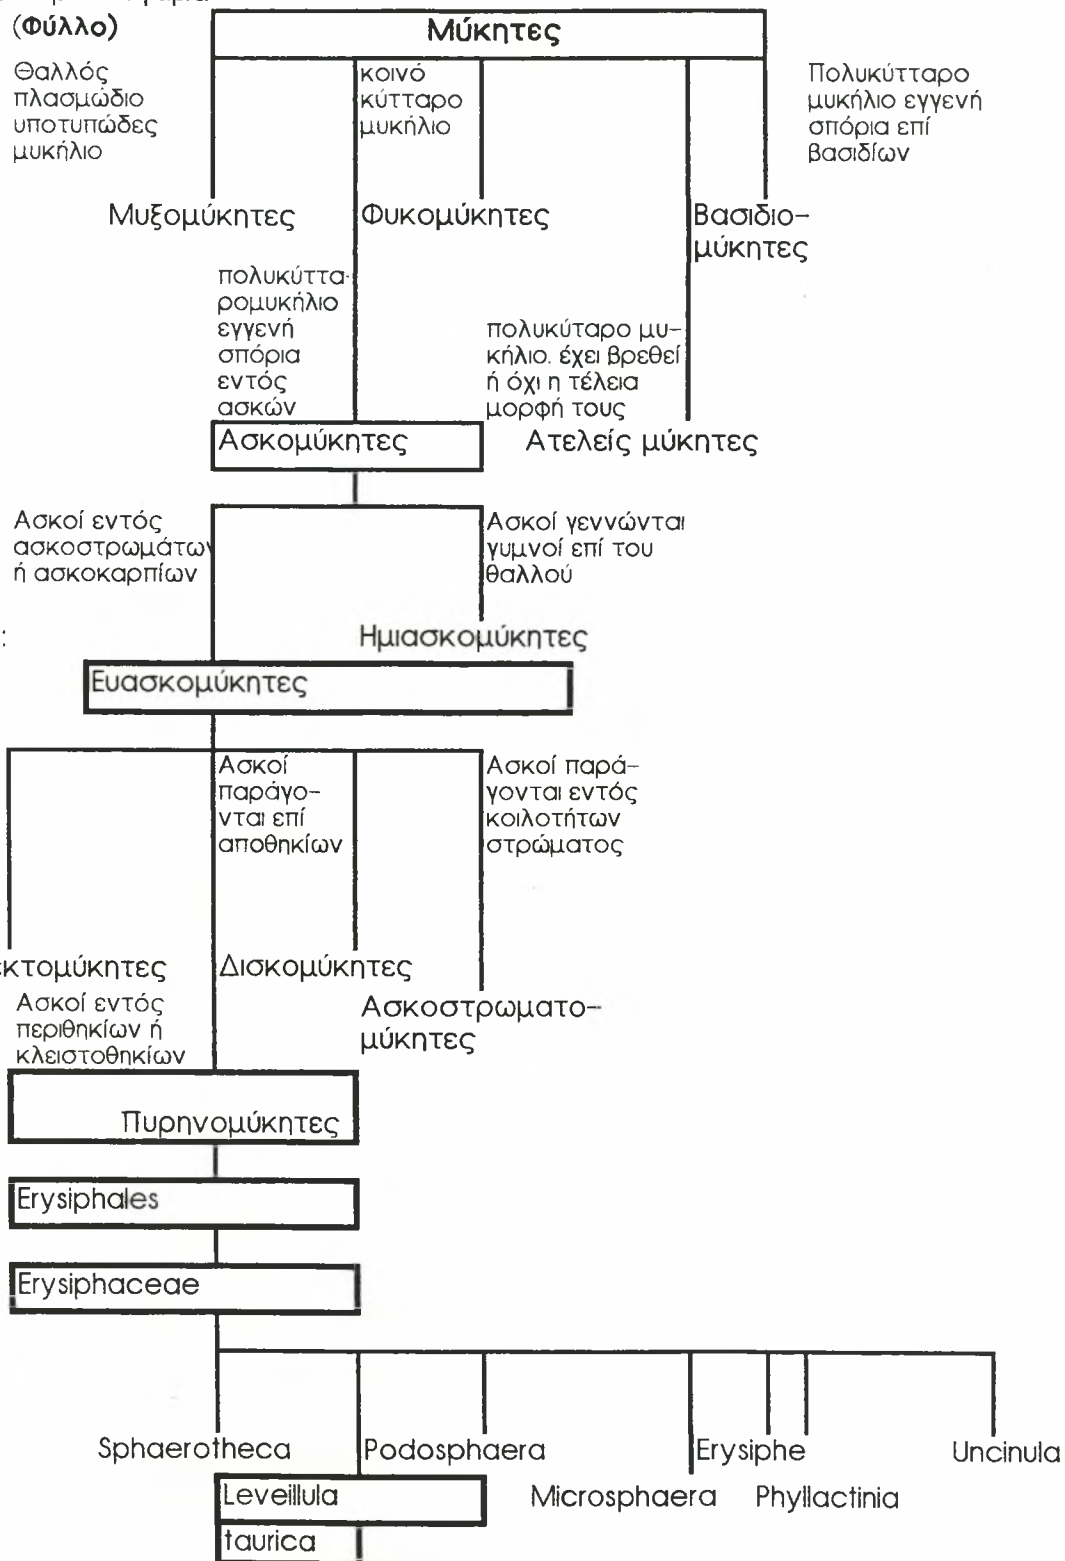 (Φύλλο)
Μύκητες
Θαλλός
πλασμώδιο
υποτυπώδες
μυκήλιο
κοινό
κύτταρο
μυκήλιο
Πολυκύτταρο
μυκήλιο εγγενή
σπόρια επί
βασιδίων
Μυξομύκητες
Φυκομύκητες
Βασιδιο-
μύκητες
πολυκύττα-
ρομυκήλιο
εγγενή
σπόρια
εντός
ασκών
πολυκύταρο μυ-
κήλιο. έχει βρεθεί
ή όχι η τέλεια
μορφή τους
Ασκομύκητες
Ατελείς μύκητες
Ασκοί εντός
ασκοστρωμάτων
ή ασκοκαρπίων
Ασκοί γεννώνται
γυμνοί επί του
θαλλού
:
Ημιασκομύκητες
Ευασκομύκητες
Ασκοί
παράγο-
νται επί
αποθηκίων
Ασκοί παρά-
γονται εντός
κοιλοτήτων
στρώματος
εκτομύκητες
Δισκομύκητες
Ασκοί εντός
περιθηκίων ή
κλειστοθηκίων
Ασκοστρωματο-
μύκητες
Πυρηνομύκητες
Erysiphales
Erysiphaceae
Sphaerotheca
Podosphaera
Erysiphe
Uncinula
Leveillula
Microsphaera
Phyllactinia
taurica